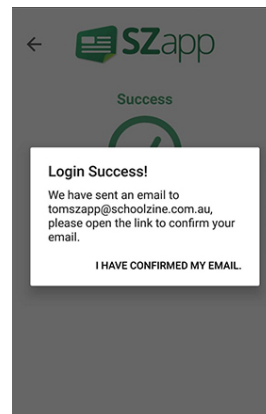 SZapp
Success
Login Success!
We have sent an email to
tomszapp@schoolzine.com.au,
please open the link to confirm your
email.
I HAVE CONFIRMED MY EMAIL.